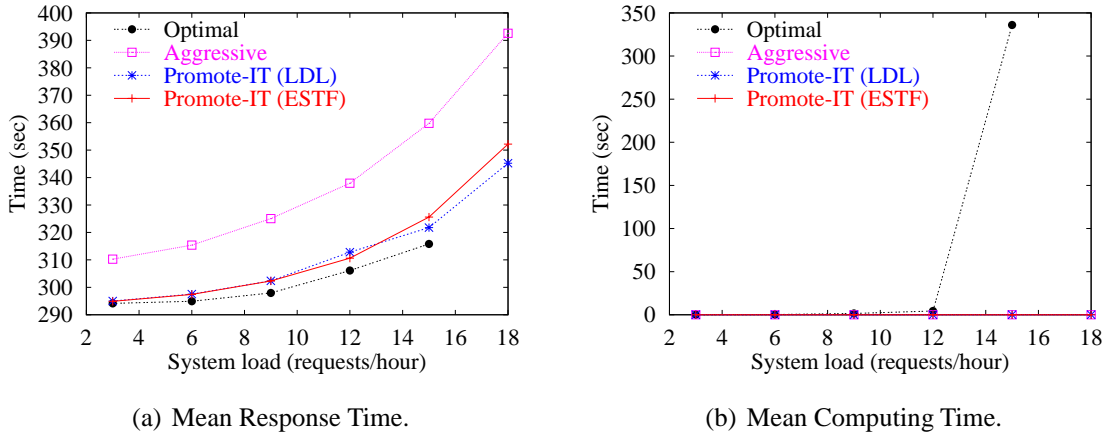 400
390
380
370
360
350
340
330
320
310
300
290
Time (sec)
Optimal
Aggressive
Promote-IT (LDL)
Promote-IT (ESTF)
2 4 6 8 10 12 14 16 18
System load (requests/hour)
(a) Mean Response Time.
350
300
250
200
150
100
50
0
Time (sec)
Optimal
Aggressive
Promote-IT (LDL)
Promote-IT (ESTF)
2 4 6 8 10 12 14 16 18
System load (requests/hour)
(b) Mean Computing Time.